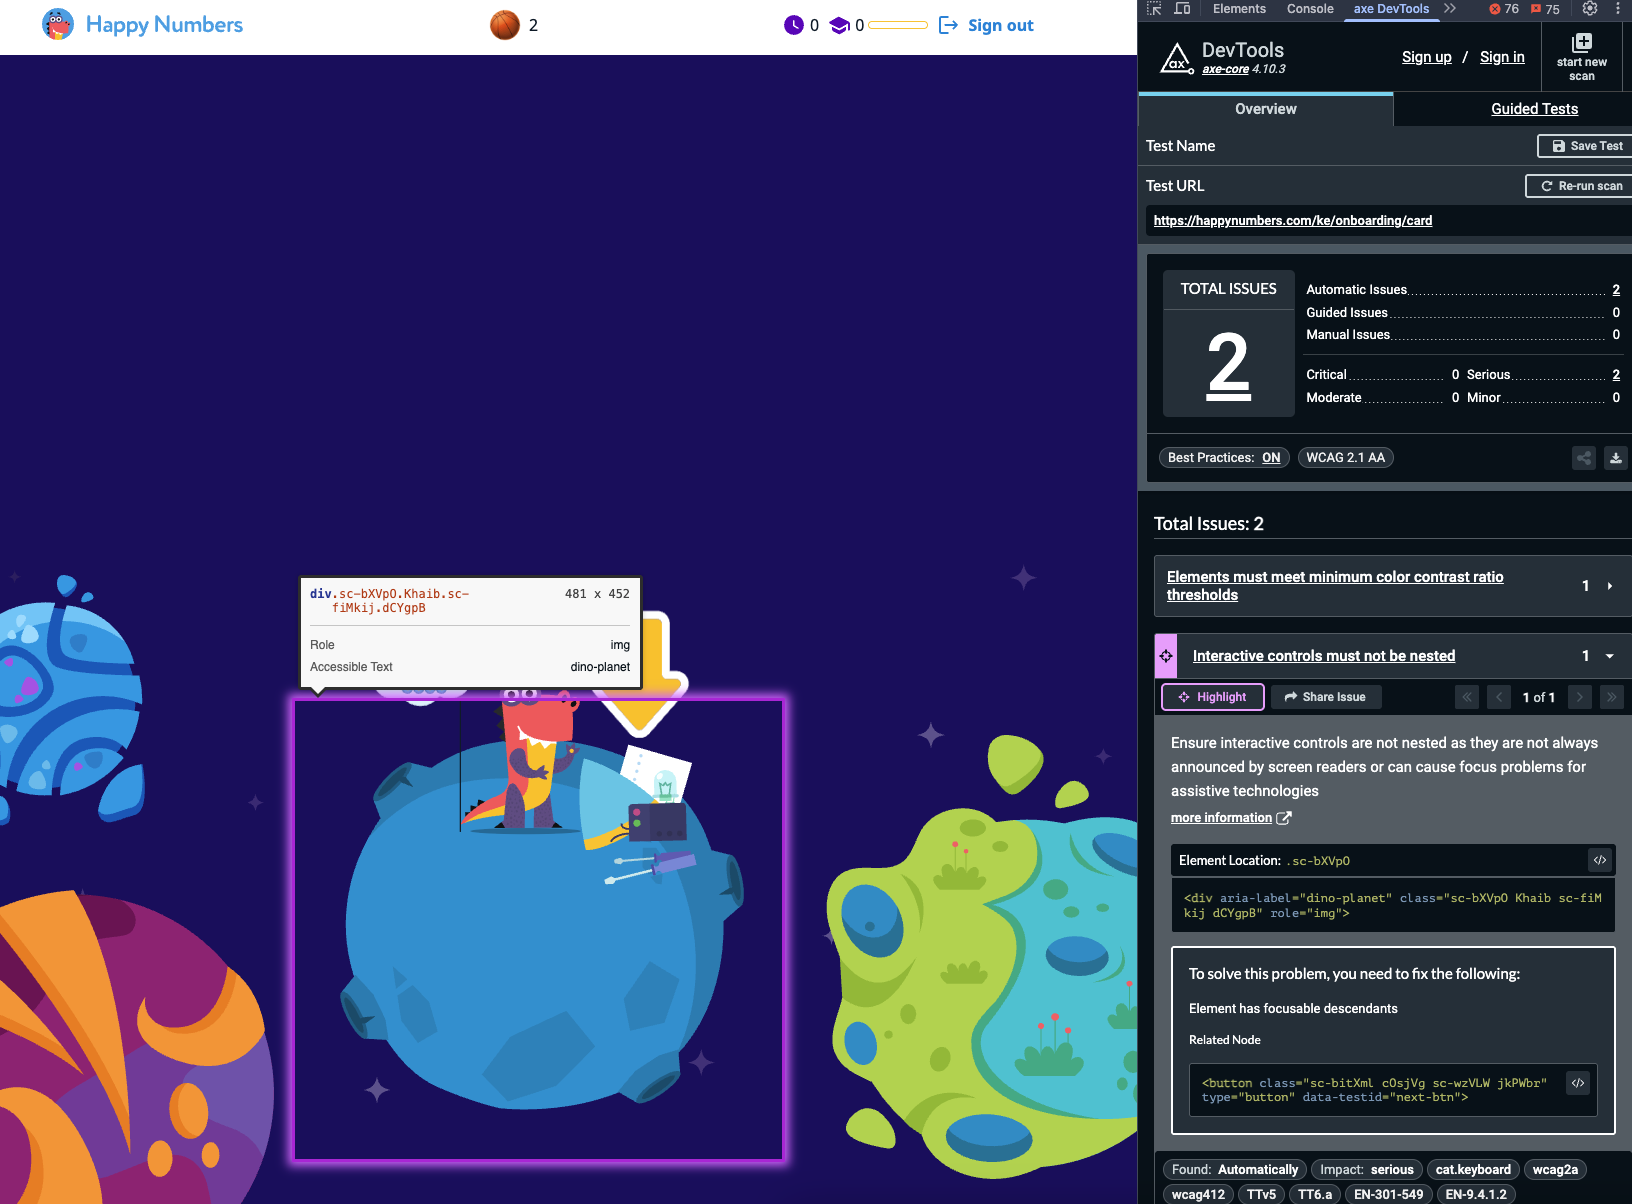 Happy Numbers
2
0
0
Sign out
Elements
Console
axe DevTools
76
75
ax
DevTools
axe-core 4.10.3
Sign up / Sign in
start new
scan
Overview
Guided Tests
Test Name
Save Test
Test URL
Re-run scan
https://happynumbers.com/ke/onboarding/card
TOTAL ISSUES
2
Automatic Issues 2
Guided Issues 0
Manual Issues 0
Critical 0 Serious 2
Moderate 0 Minor 0
Best Practices: ON
WCAG 2.1 AA
Total Issues: 2
Elements must meet minimum color contrast ratio
thresholds
1
Interactive controls must not be nested
1
Highlight
Share Issue
1 of 1
Ensure interactive controls are not nested as they are not always
announced by screen readers or can cause focus problems for
assistive technologies
more information
Element Location: .sc-bXVpO
</>
<div aria-label="dino-planet" class="sc-bXVpO Khaib sc-fiM
kij dCYgpB" role="img">
To solve this problem, you need to fix the following:
Element has focusable descendants
Related Node
<button class="sc-bitXml cOsjVg sc-wzVLW jkPWbr"
type="button" data-testid="next-btn">
</>
Found: Automatically
Impact: serious
cat.keyboard
wcag2a
wcag412
TTv5
TT6.a
EN-301-549
EN-9.4.1.2
div.sc-bXVpO.Khaib.sc-
fiMkij.dCYgpB
481 x 452
Role img
Accessible Text dino-planet